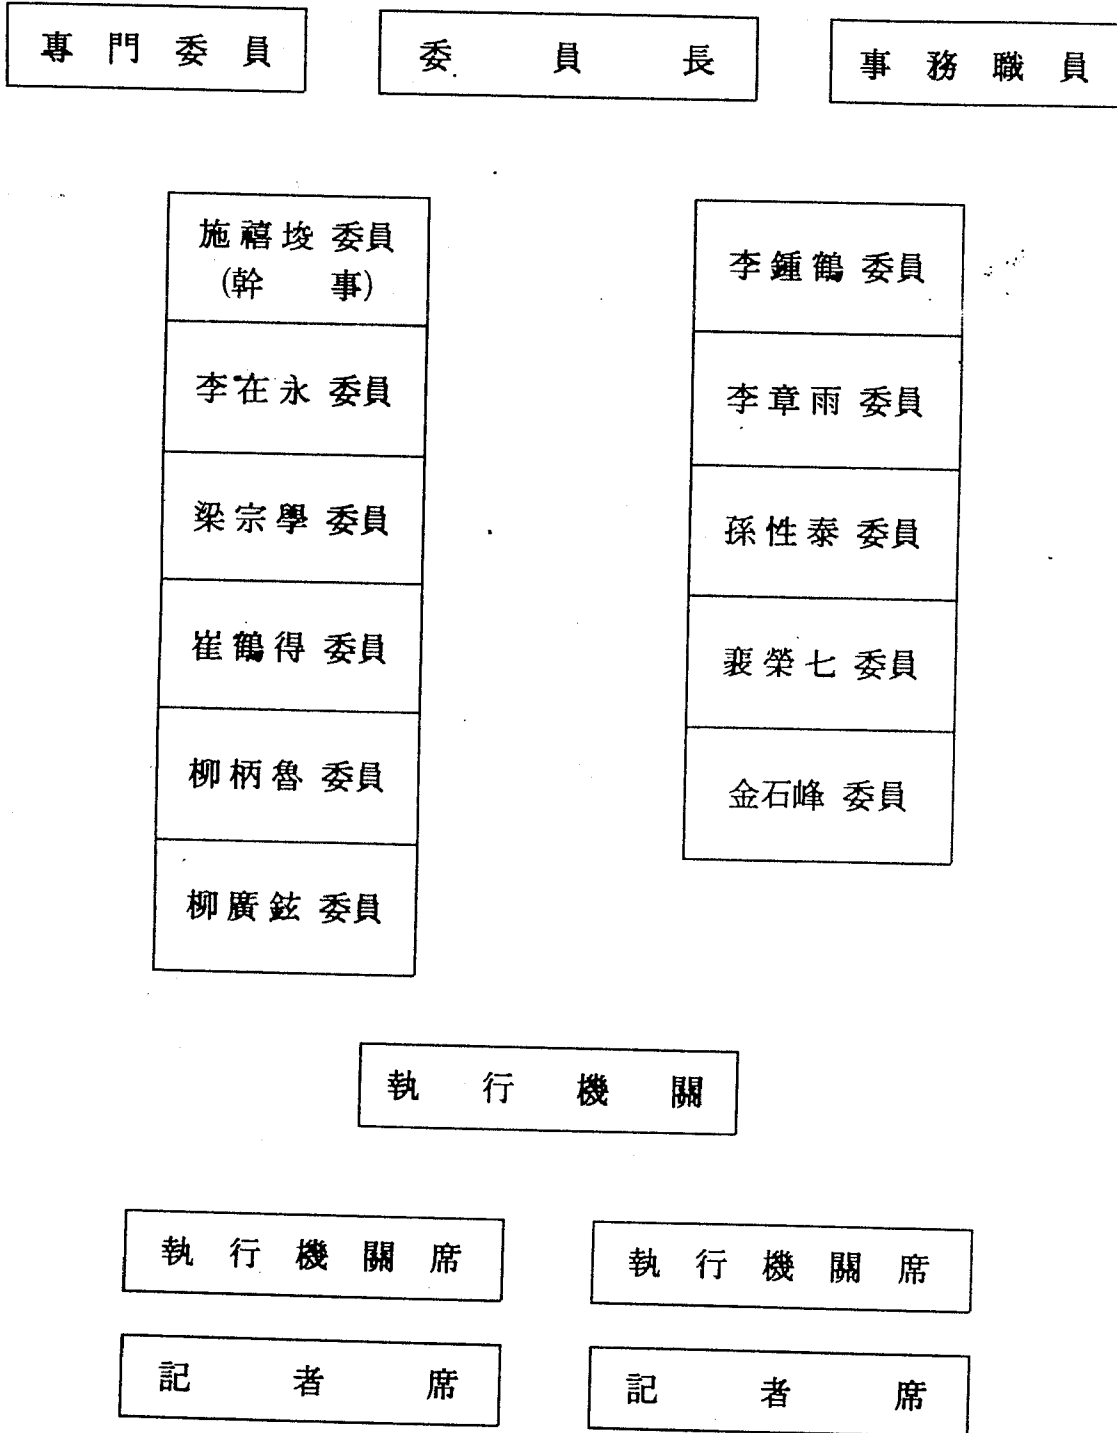 專門委員
委員長
事務職員
施禧埈 委員
(幹事)
李在永 委員
梁宗學 委員
崔鶴得 委員
柳柄魯 委員
柳廣鉉 委員
李鍾鶴 委員
李章雨 委員
孫性泰 委員
裵榮七 委員
金石峰 委員
執行機關
執行機關席
執行機關席
記者席
記者席